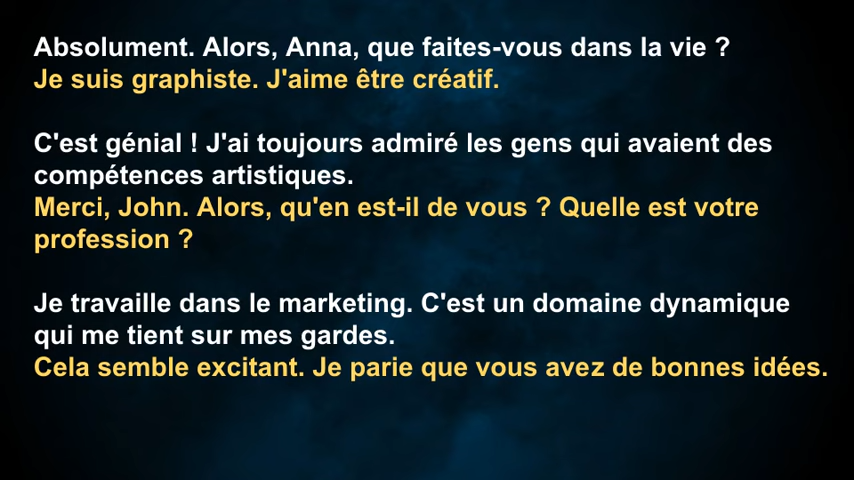 Absolument. Alors, Anna, que faites-vous dans la vie ?
Je suis graphiste. J'aime être créatif.
C'est génial ! J'ai toujours admiré les gens qui avaient des
compétences artistiques.
Merci, John. Alors, qu'en est-il de vous ? Quelle est votre
profession ?
Je travaille dans le marketing. C'est un domaine dynamique
qui me tient sur mes gardes.
Cela semble excitant. Je parie que vous avez de bonnes idées.